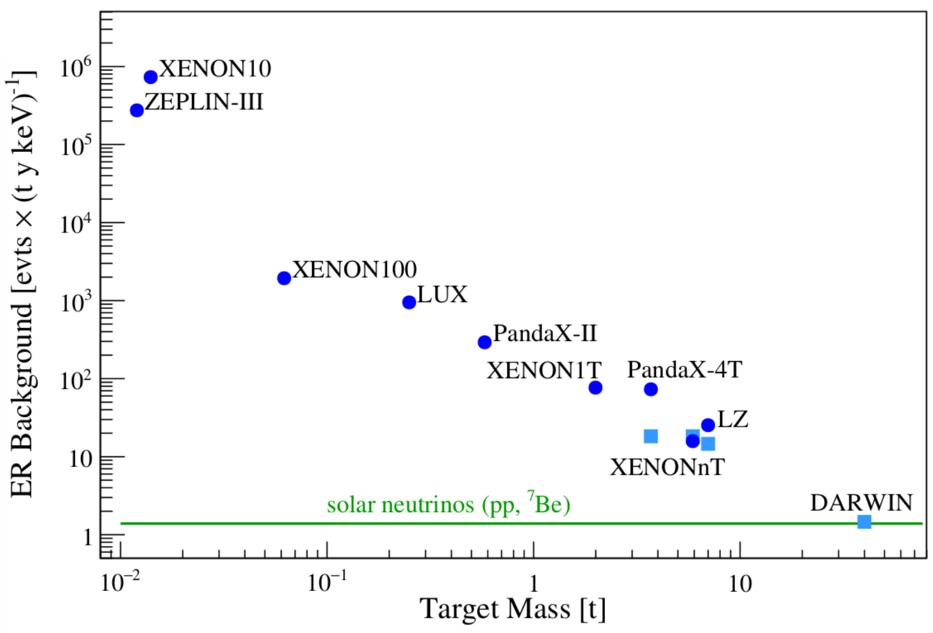 ER Background [evts × (t y keV)⁻¹]
10⁶
10⁵
10⁴
10³
10²
10
1
XENON10
ZEPLIN-III
XENON100
LUX
PandaX-II
XENON1T
PandaX-4T
LZ
XENONnT
DARWIN
solar neutrinos (pp, ⁷Be)
10⁻²
10⁻¹
1
10
Target Mass [t]